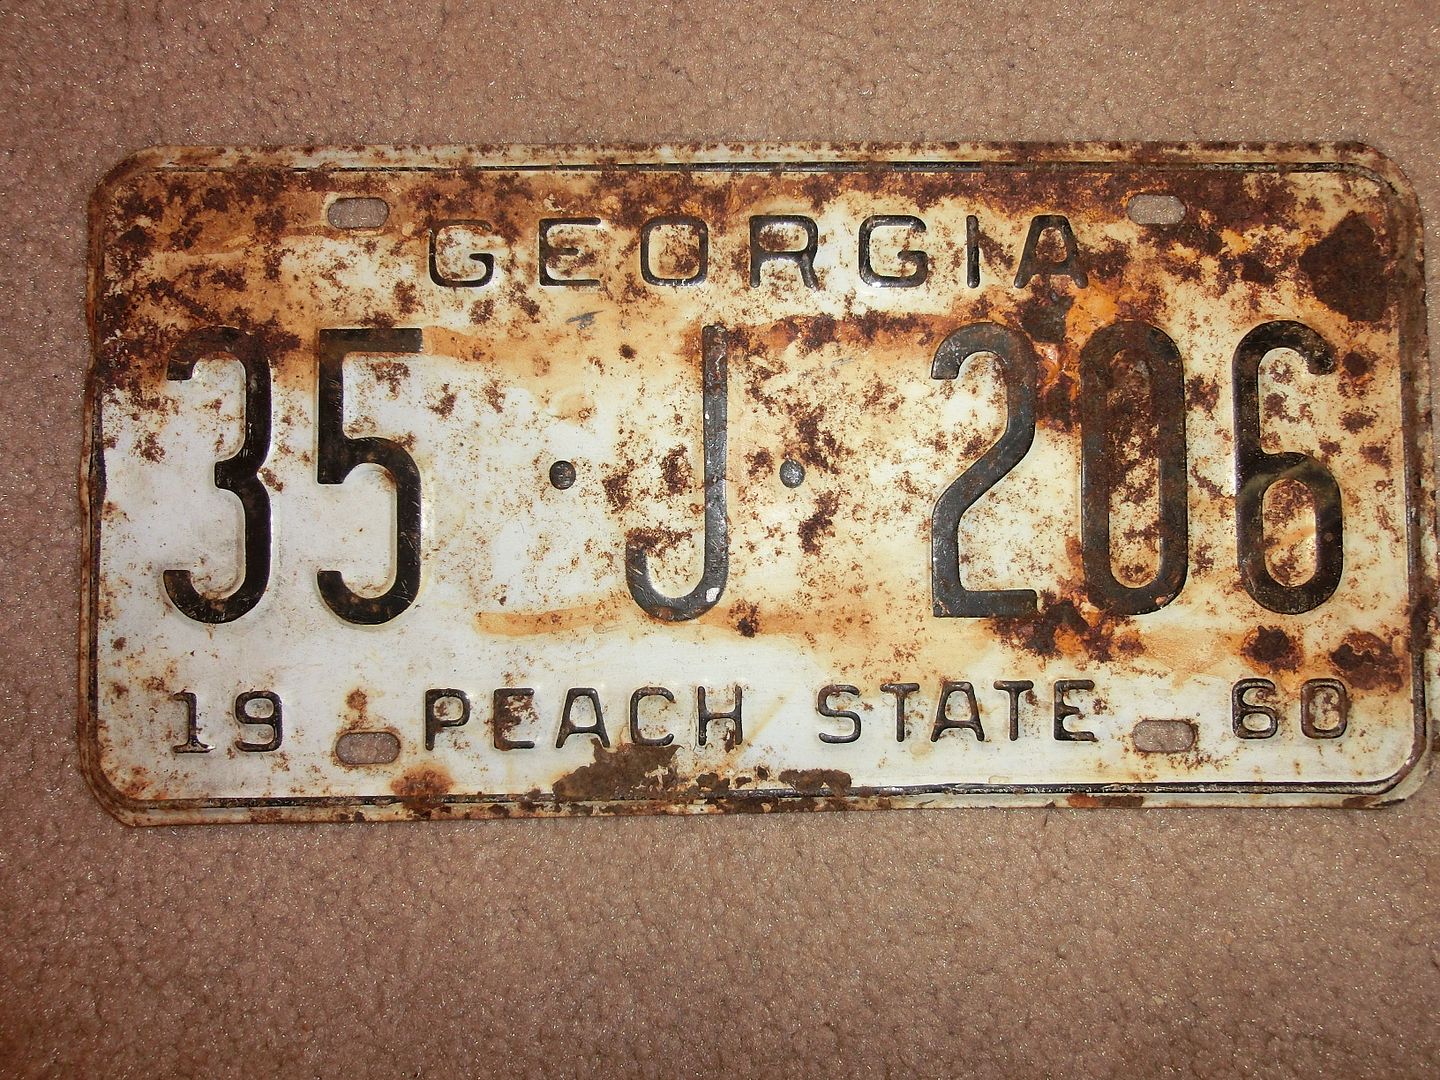 GEORGIA
35 · J · 206
19 PEACH STATE 60